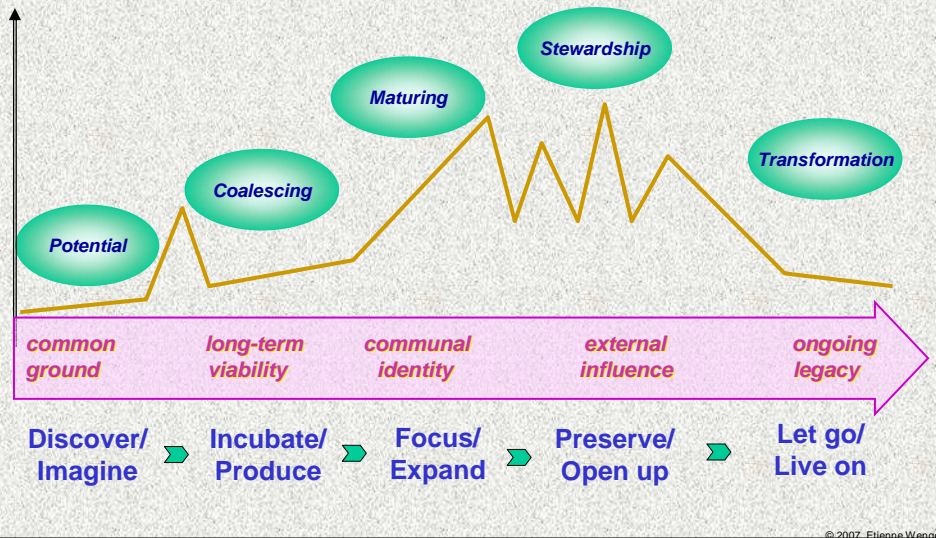 Stewardship
Maturing
Coalescing
Potential
Transformation
common
ground
long-term
viability
communal
identity
external
influence
ongoing
legacy
Discover/
Imagine
Incubate/
Produce
Focus/
Expand
Preserve/
Open up
Let go/
Live on
© 2007 Etienne